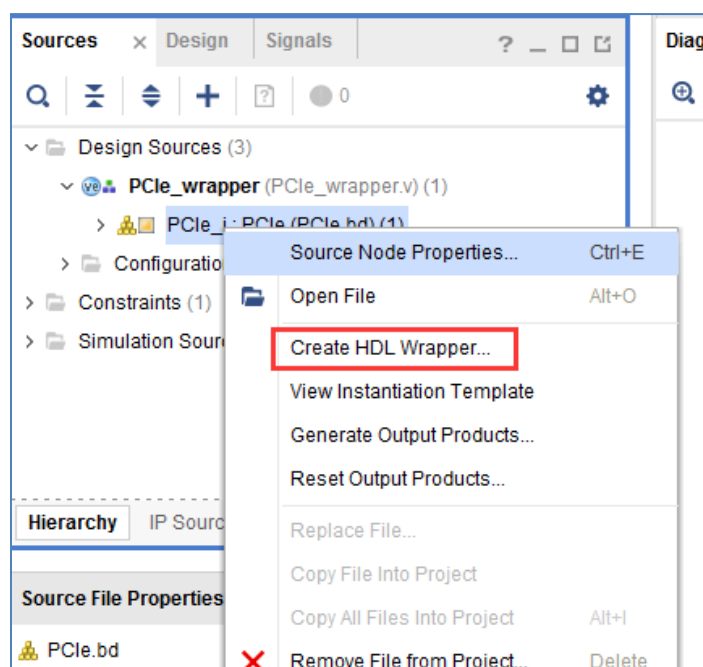 Sources × Design Signals ? Diag
0
Design Sources (3)
PCIe_wrapper (PCIe_wrapper.v) (1)
PCIe_i : PCIe (PCIe.bd) (1)
Source Node Properties... Ctrl+E
Configuratio
Open File Alt+O
Constraints (1)
Simulation Sour
Create HDL Wrapper...
View Instantiation Template
Generate Output Products...
Reset Output Products...
Hierarchy IP Sourc
Replace File...
Copy File Into Project
Source File Properties
Copy All Files Into Project Alt+I
PCIe.bd
Remove File from Project... Delete